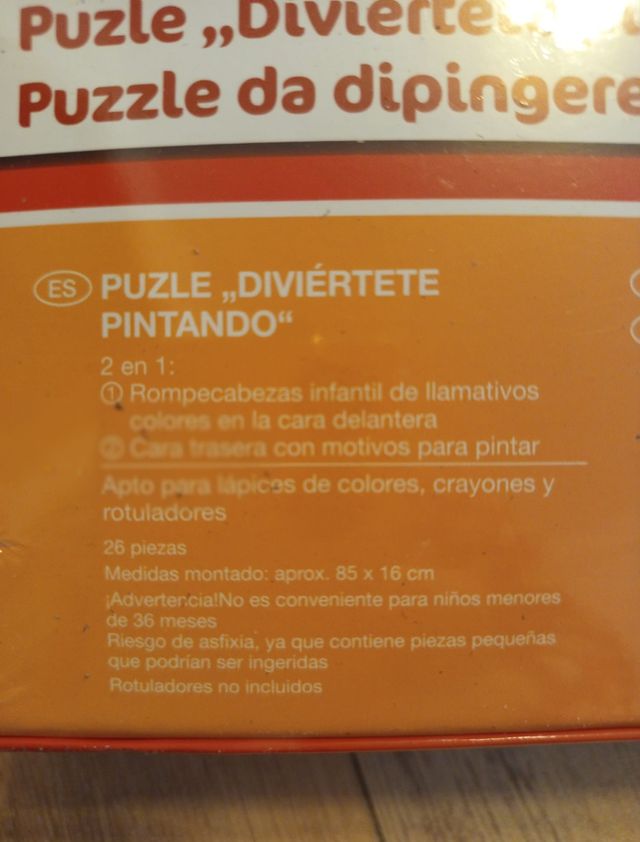 Puzle „Diviérte
Puzzle da dipingere
ES PUZLE „DIVIÉRTETE
PINTANDO“
2 en 1:
① Rompecabezas infantil de llamativos
colores en la cara delantera
② Cara trasera con motivos para pintar
Apto para lápices de colores, crayones y
rotuladores
26 piezas
Medidas montado: aprox. 85 x 16 cm
¡Advertencia!No es conveniente para niños menores
de 36 meses
Riesgo de asfixia, ya que contiene piezas pequeñas
que podrían ser ingeridas
Rotuladores no incluidos